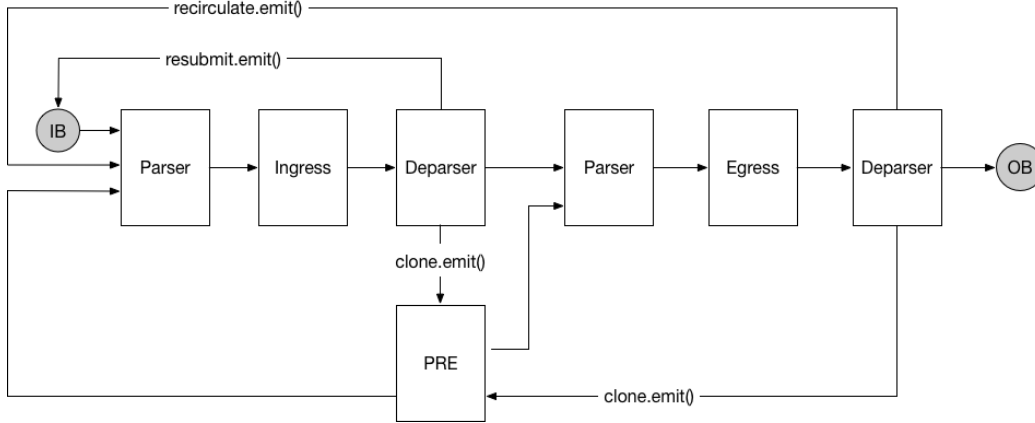 recirculate.emit()
resubmit.emit()
IB
Parser
Ingress
Deparser
Parser
Egress
Deparser
OB
clone.emit()
PRE
clone.emit()